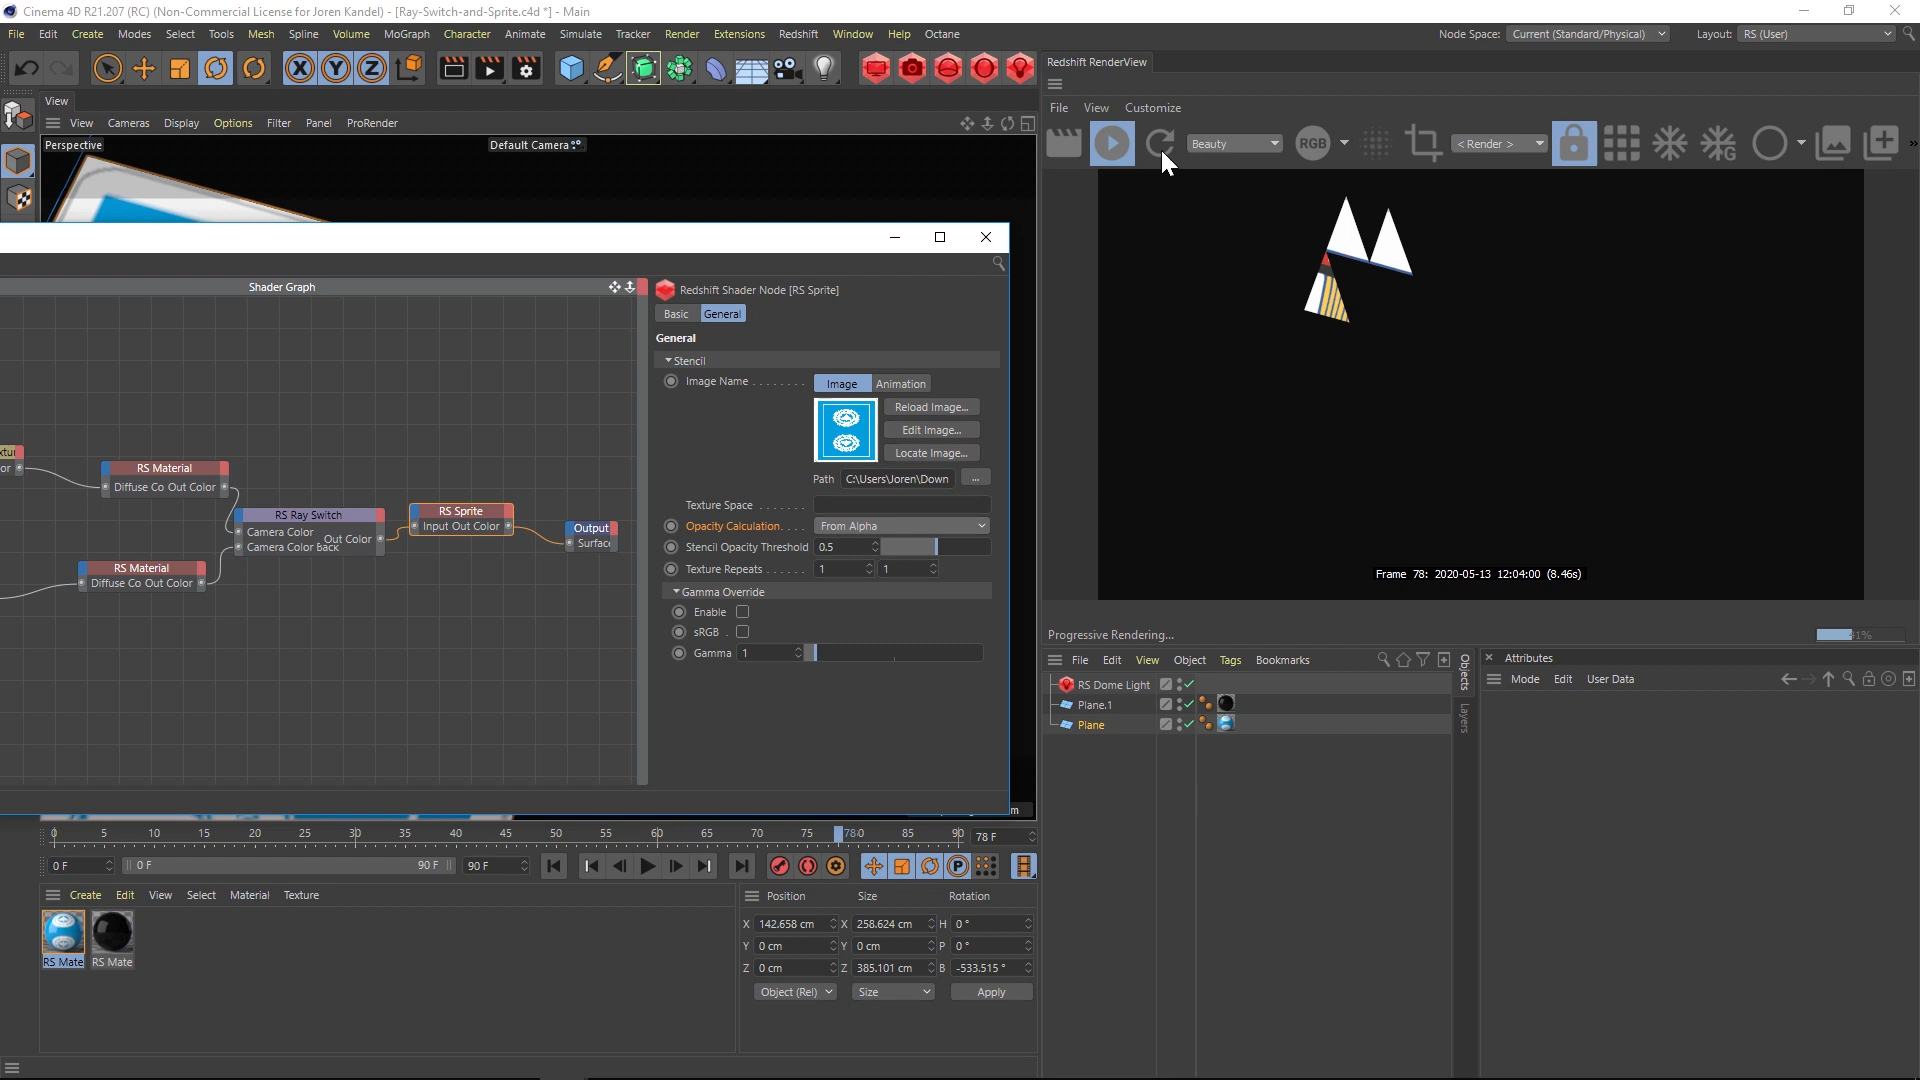 Cinema 4D R21.207 (RC) (Non-Commercial License for Joren Kandel) - [Ray-Switch-and-Sprite.c4d *] - Main
File Edit Create Modes Select Tools Mesh Spline Volume MoGraph Character Animate Simulate Tracker Render Extensions Redshift Window Help Octane
Node Space: Current (Standard/Physical) Layout: RS (User)
View
View Cameras Display Options Filter Panel ProRender
Perspective
Default Camera
Redshift RenderView
File View Customize
Beauty RGB < Render >
Frame 78: 2020-05-13 12:04:00 (8.46s)
Progressive Rendering...
41%
Shader Graph
RS Material
Diffuse Co Out Color
RS Ray Switch
Camera Color Out Color
Camera Color Back
RS Sprite
Input Out Color
Output
Surfac
RS Material
Diffuse Co Out Color
Redshift Shader Node [RS Sprite]
Basic General
General
Stencil
Image Name . . . . . . . . Image Animation
Reload Image...
Edit Image...
Locate Image...
Path C:\Users\Joren\Down ...
Texture Space . . . . . . .
Opacity Calculation. . . . From Alpha
Stencil Opacity Threshold 0.5
Texture Repeats. . . . . . 1 1
Gamma Override
Enable
sRGB .
Gamma 1
File Edit View Object Tags Bookmarks
RS Dome Light
Plane.1
Plane
Objects
Layers
Attributes
Mode Edit User Data
0 5 10 15 20 25 30 35 40 45 50 55 60 65 70 75 780 85 90 78 F
0 F 0 F 90 F 90 F
Create Edit View Select Material Texture
RS Mate RS Mate
Position Size Rotation
X 142.658 cm X 258.624 cm H 0 °
Y 0 cm Y 0 cm P 0 °
Z 0 cm Z 385.101 cm B -533.515 °
Object (Rel) Size Apply